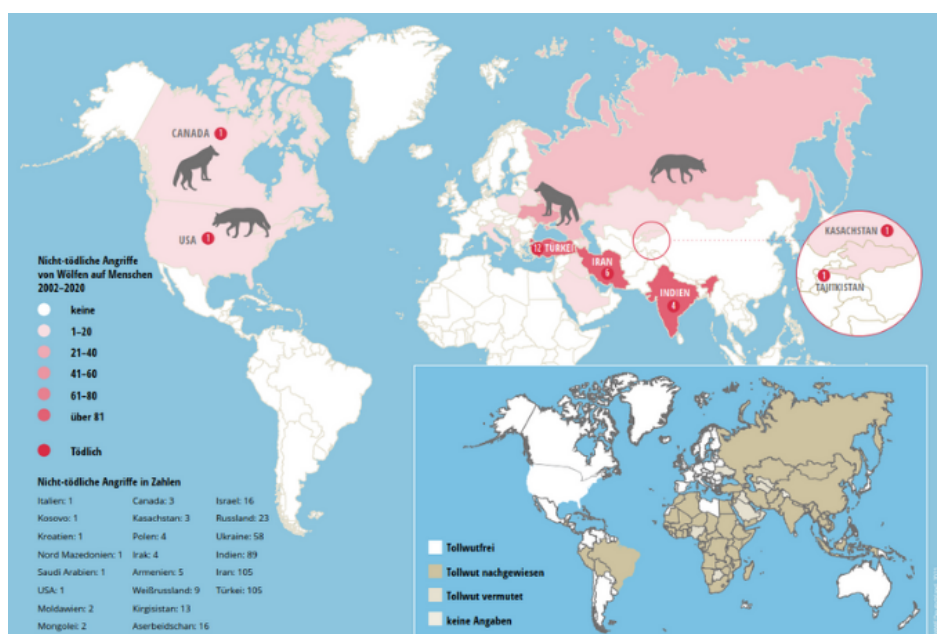 CANADA 1
USA 1
12 TÜRKEI
IRAN
6
INDIEN
4
KASACHSTAN 1
1
TAJITKISTAN
Nicht-tödliche Angriffe
von Wölfen auf Menschen
2002–2020
keine
1–20
21–40
41–60
61–80
über 81
Tödlich
Nicht-tödliche Angriffe in Zahlen
Italien: 1
Kosovo: 1
Kroatien: 1
Nord Mazedonien: 1
Saudi Arabien: 1
USA: 1
Moldawien: 2
Mongolei: 2
Canada: 3
Kasachstan: 3
Polen: 4
Irak: 4
Armenien: 5
Weißrussland: 9
Kirgisistan: 13
Aserbeidschan: 16
Israel: 16
Russland: 23
Ukraine: 58
Indien: 89
Iran: 105
Türkei: 105
Tollwutfrei
Tollwut nachgewiesen
Tollwut vermutet
keine Angaben